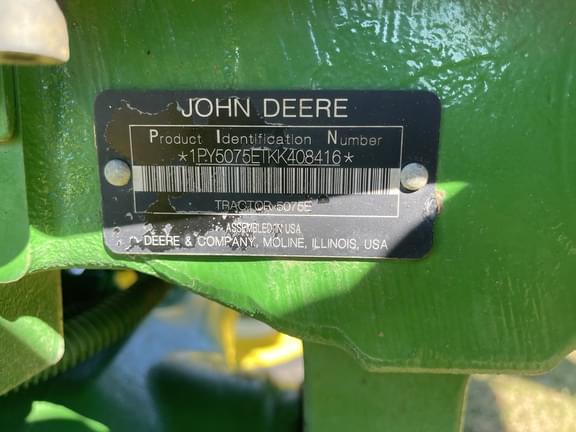 JOHN DEERE
Product Identification Number
*1PY5075ETKK408416*
TRACTOR 5075E
ASSEMBLED IN USA
DEERE & COMPANY, MOLINE, ILLINOIS, USA